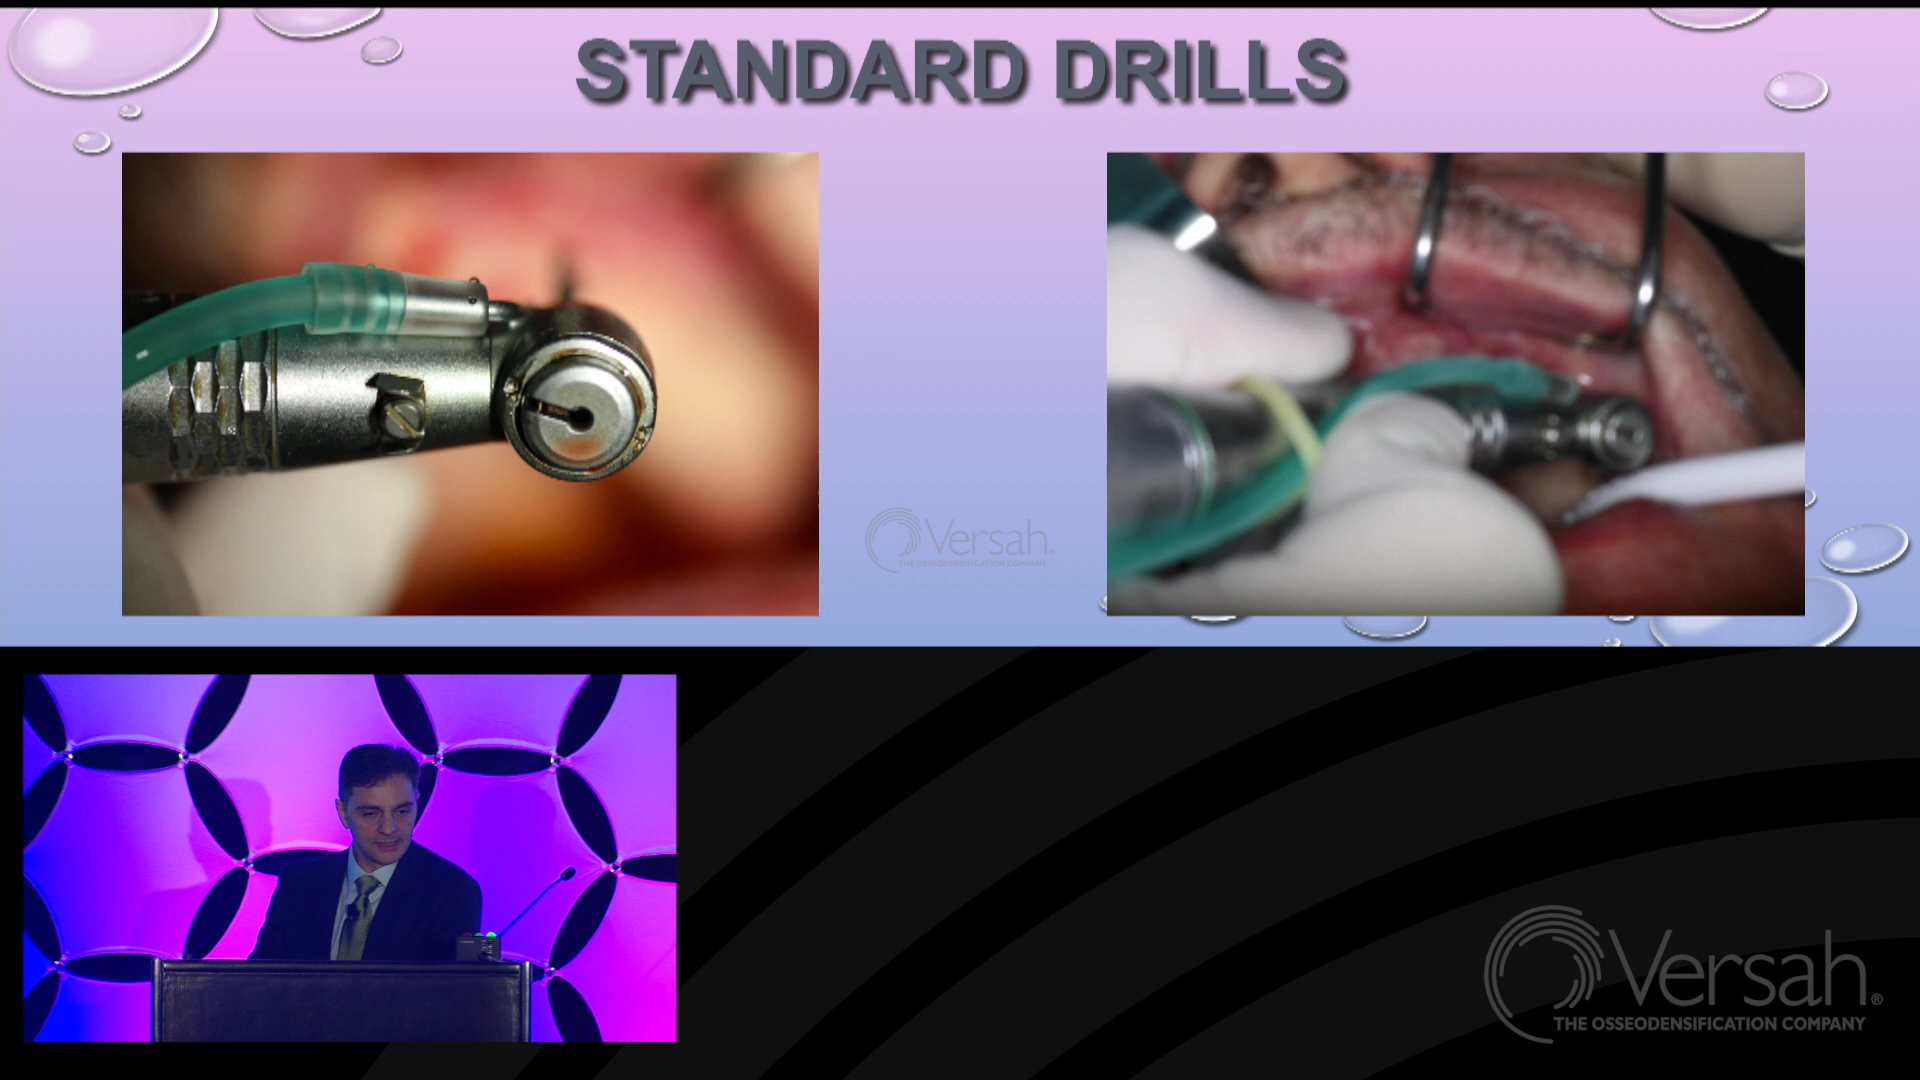 STANDARD DRILLS
Versah®
THE OSSEODENSIFICATION COMPANY
Versah®
THE OSSEODENSIFICATION COMPANY